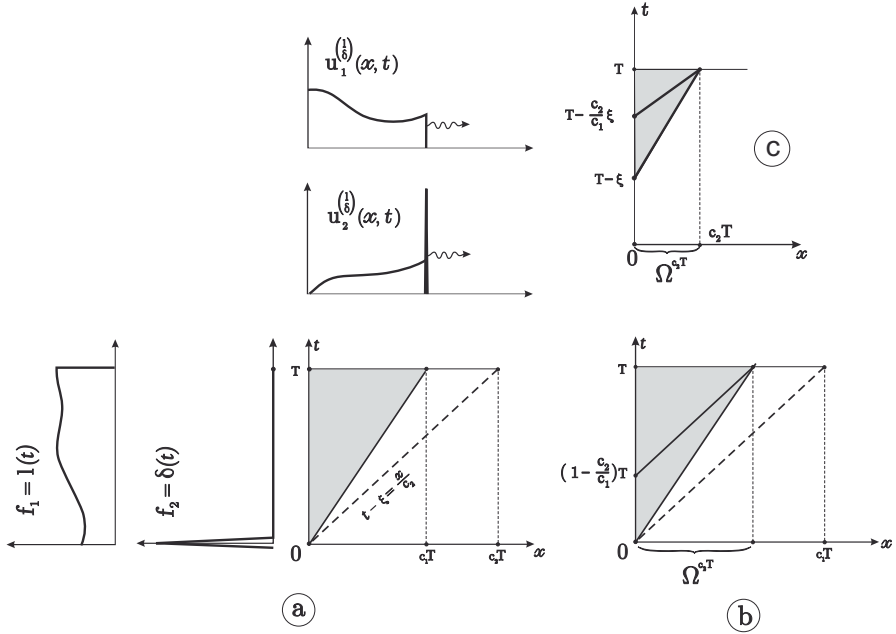 u₁^(1/δ)(x, t)
u₂^(1/δ)(x, t)
t
T
T − c₂/c₁ ξ
T − ξ
0
c₂T
x
Ω^c₂T
C
f₁ = 1(t)
f₂ = δ(t)
t
T
t − ξ = x/c₂
0
c₁T
c₂T
x
a
t
T
(1 − c₂/c₁)T
0
c₁T
x
Ω^c₂T
b